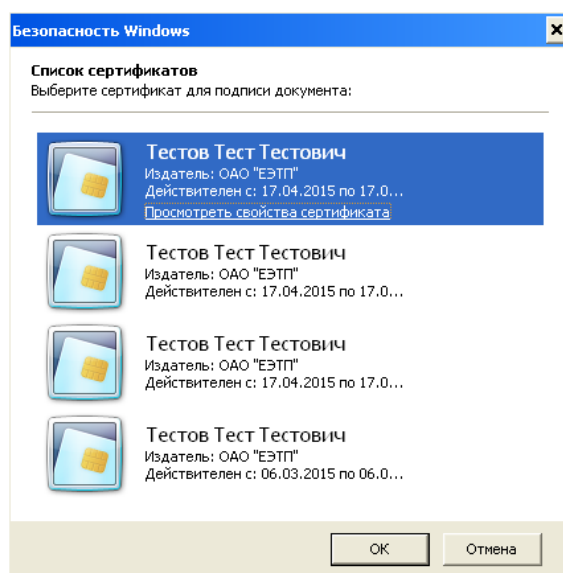 Безопасность Windows
Список сертификатов
Выберите сертификат для подписи документа:
Тестов Тест Тестович
Издатель: ОАО "ЕЭТП"
Действителен с: 17.04.2015 по 17.0...
Просмотреть свойства сертификата
Тестов Тест Тестович
Издатель: ОАО "ЕЭТП"
Действителен с: 17.04.2015 по 17.0...
Тестов Тест Тестович
Издатель: ОАО "ЕЭТП"
Действителен с: 17.04.2015 по 17.0...
Тестов Тест Тестович
Издатель: ОАО "ЕЭТП"
Действителен с: 06.03.2015 по 06.0...
ОК Отмена